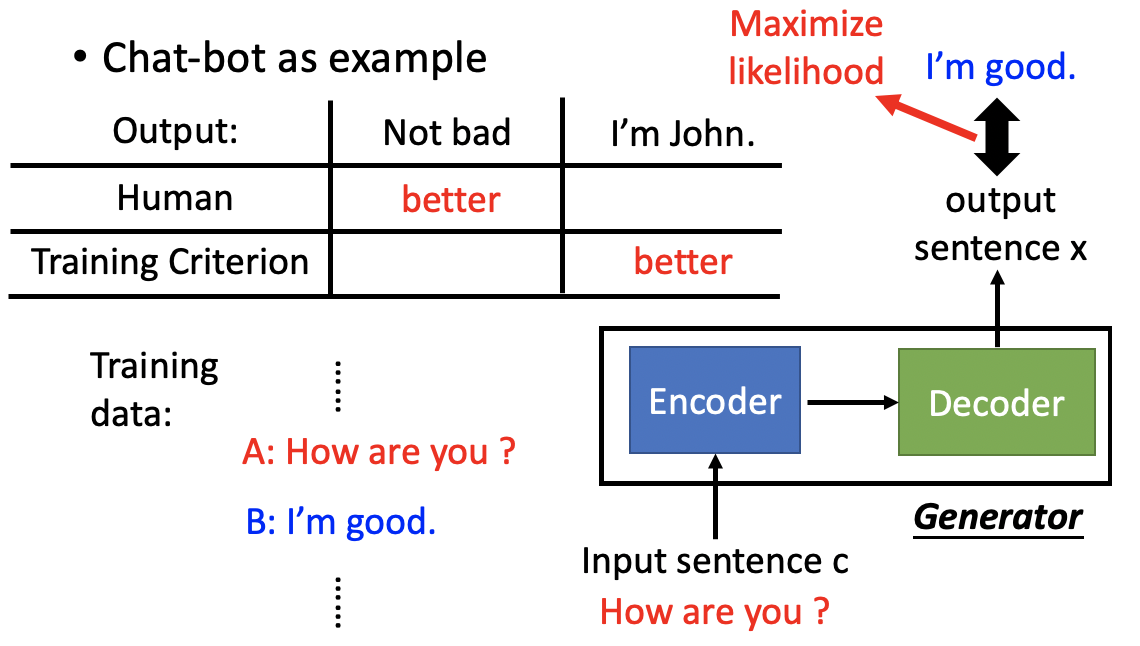 • Chat-bot as example
Maximize
likelihood
I'm good.
Output:
Not bad
I'm John.
Human
better
Training Criterion
better
output
sentence x
Training
data:
A: How are you ?
B: I'm good.
Encoder
Decoder
Generator
Input sentence c
How are you ?